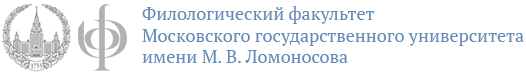 Филологический факультет
Московского государственного университета
имени М. В. Ломоносова